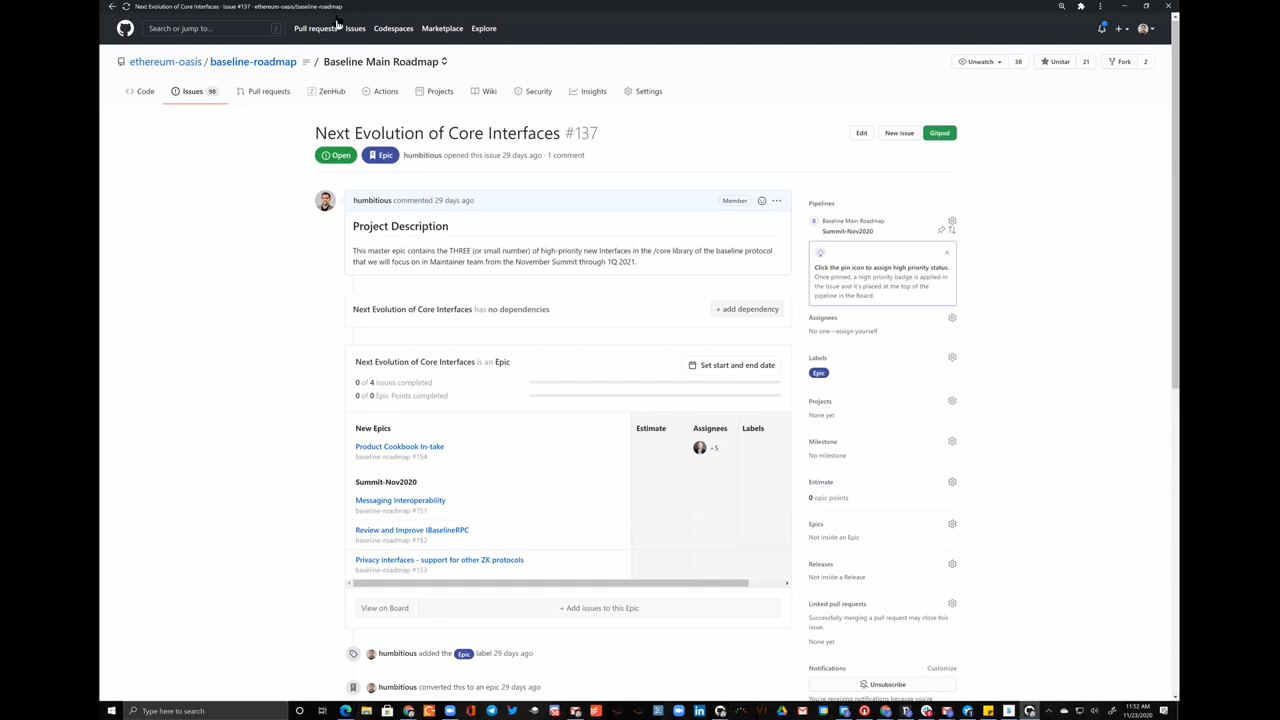 Next Evolution of Core Interfaces · Issue #137 · ethereum-oasis/baseline-roadmap
Search or jump to...
/
Pull requests
Issues
Codespaces
Marketplace
Explore
ethereum-oasis / baseline-roadmap / Baseline Main Roadmap
Unwatch 38
Unstar 21
Fork 2
Code
Issues 98
Pull requests
ZenHub
Actions
Projects
Wiki
Security
Insights
Settings
Next Evolution of Core Interfaces #137
Edit
New issue
Gitpod
Open
Epic
humbitious opened this issue 29 days ago · 1 comment
humbitious commented 29 days ago
Member
Project Description
This master epic contains the THREE (or small number) of high-priority new Interfaces in the /core library of the baseline protocol
that we will focus on in Maintainer team from the November Summit through 1Q 2021.
Next Evolution of Core Interfaces has no dependencies
+ add dependency
Next Evolution of Core Interfaces is an Epic
Set start and end date
0 of 4 Issues completed
0 of 0 Epic Points completed
New Epics
Estimate
Assignees
Labels
Product Cookbook In-take
baseline-roadmap #154
+5
Summit-Nov2020
Messaging Interoperability
baseline-roadmap #151
Review and Improve IBaselineRPC
baseline-roadmap #152
Privacy interfaces - support for other ZK protocols
baseline-roadmap #153
View on Board
+ Add issues to this Epic
humbitious added the Epic label 29 days ago
humbitious converted this to an epic 29 days ago
Pipelines
B Baseline Main Roadmap
Summit-Nov2020
Click the pin icon to assign high priority status.
Once pinned, a high priority badge is applied in
the issue and it's placed at the top of the
pipeline in the Board.
Assignees
No one—assign yourself
Labels
Epic
Projects
None yet
Milestone
No milestone
Estimate
0 epic points
Epics
Not inside an Epic
Releases
Not inside a Release
Linked pull requests
Successfully merging a pull request may close this
issue.
None yet
Notifications
Customize
Unsubscribe
You're receiving notifications because you're
Type here to search
11:52 AM
11/23/2020